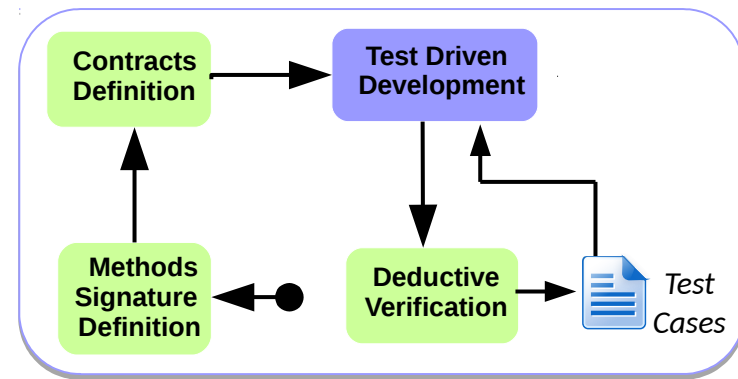 Contracts
Definition
Test Driven
Development
Methods
Signature
Definition
Deductive
Verification
Test
Cases